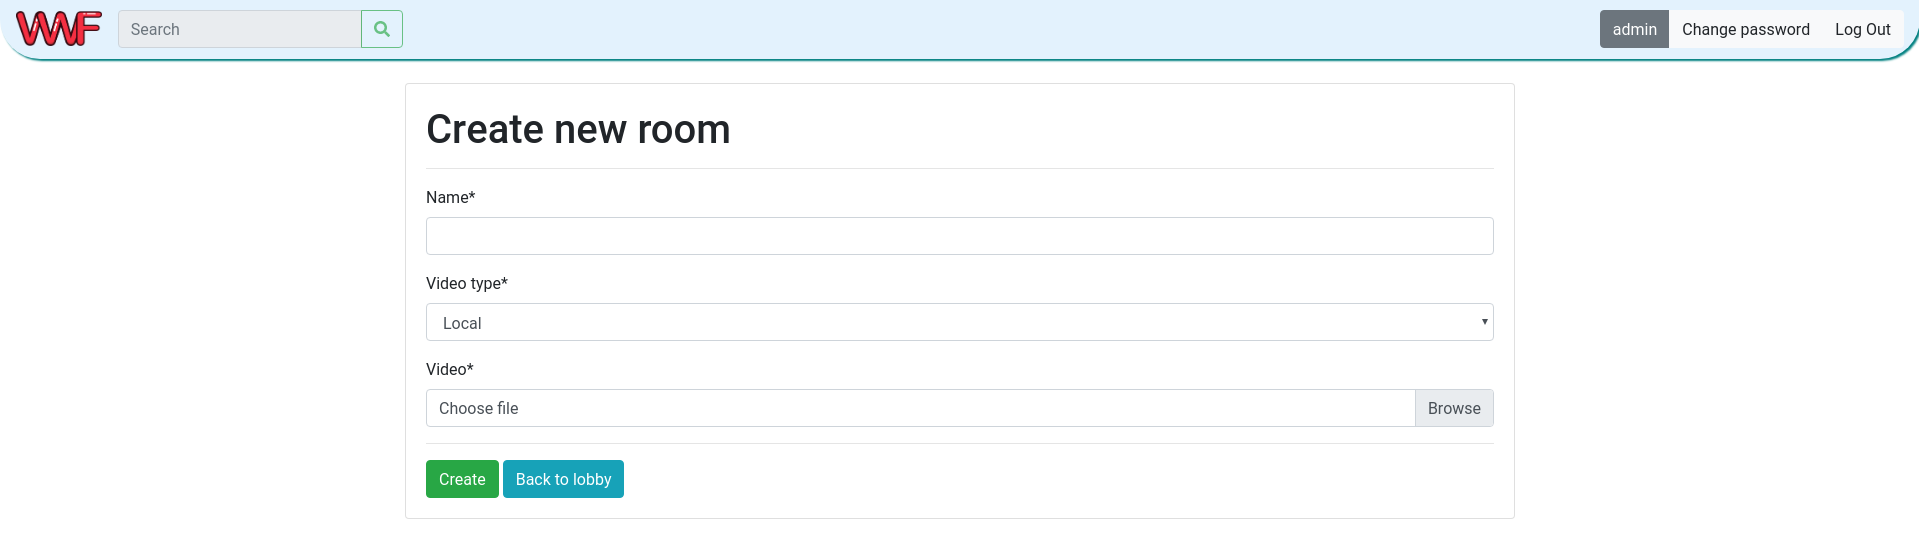 WWF
Search
admin
Change password
Log Out
Create new room
Name*
Video type*
Local
Video*
Choose file
Browse
Create
Back to lobby